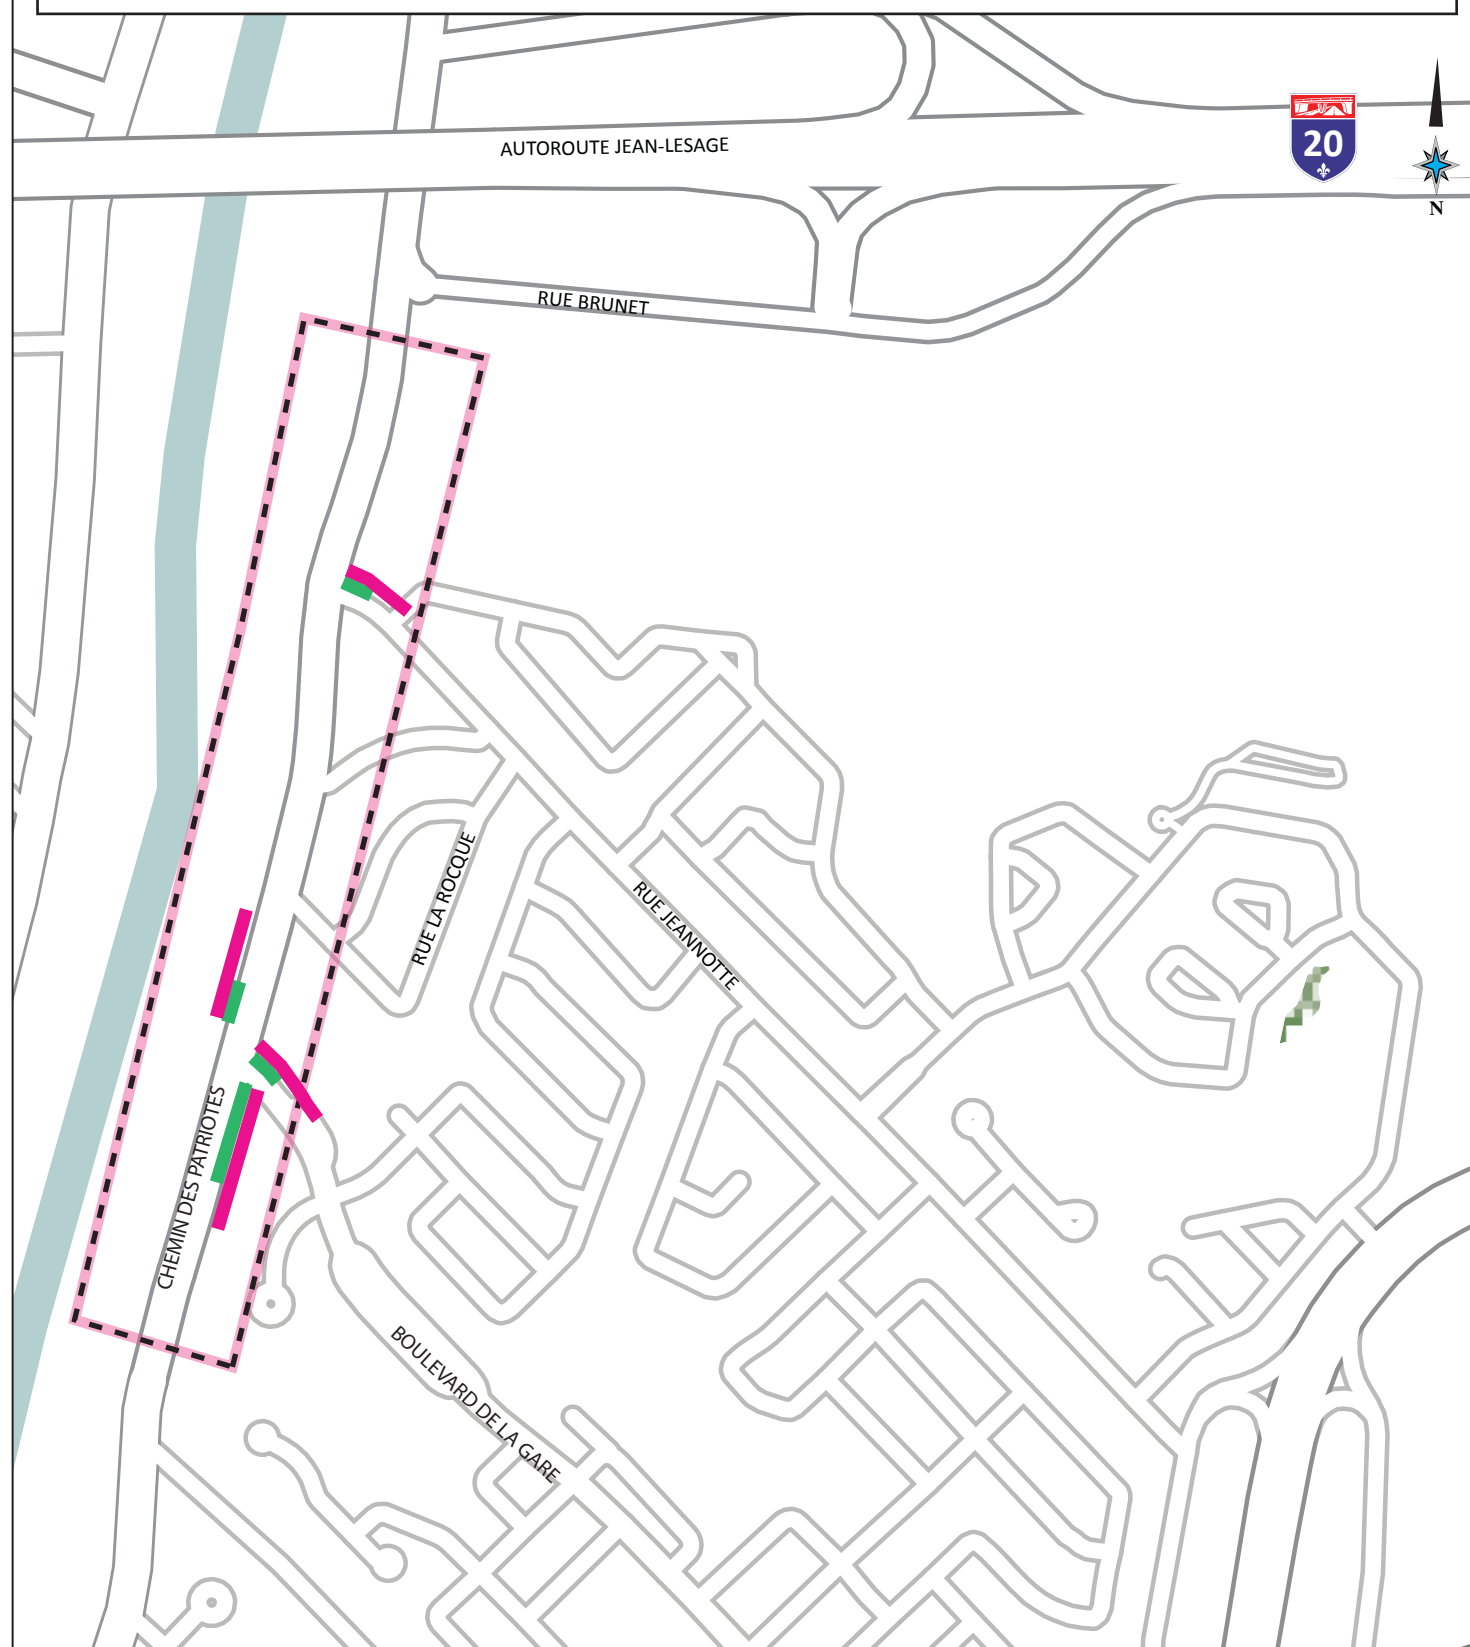 AUTOROUTE JEAN-LESAGE
20
N
RUE BRUNET
RUE LA ROCQUE
RUE JEANNOTTE
CHEMIN DES PATRIOTES
BOULEVARD DE LA GARE